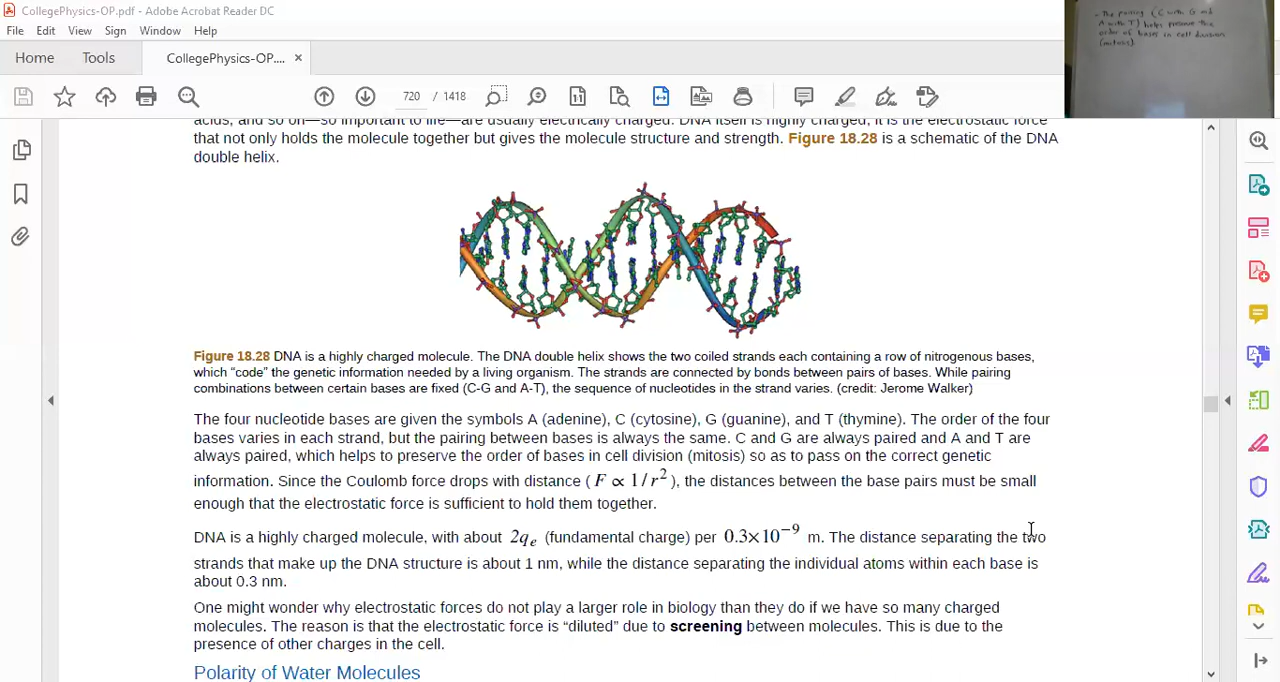 CollegePhysics-OP.pdf - Adobe Acrobat Reader DC
File Edit View Sign Window Help
Home Tools CollegePhysics-OP.... ×
720 / 1418
- The pairing (C with G and
A with T) helps preserve the
order of bases in cell division
(mitosis)
acids, and so on—so important to life—are usually electrically charged. DNA itself is highly charged; it is the electrostatic force
that not only holds the molecule together but gives the molecule structure and strength. Figure 18.28 is a schematic of the DNA
double helix.
Figure 18.28 DNA is a highly charged molecule. The DNA double helix shows the two coiled strands each containing a row of nitrogenous bases,
which “code” the genetic information needed by a living organism. The strands are connected by bonds between pairs of bases. While pairing
combinations between certain bases are fixed (C-G and A-T), the sequence of nucleotides in the strand varies. (credit: Jerome Walker)
The four nucleotide bases are given the symbols A (adenine), C (cytosine), G (guanine), and T (thymine). The order of the four
bases varies in each strand, but the pairing between bases is always the same. C and G are always paired and A and T are
always paired, which helps to preserve the order of bases in cell division (mitosis) so as to pass on the correct genetic
information. Since the Coulomb force drops with distance ( F ∝ 1/r² ), the distances between the base pairs must be small
enough that the electrostatic force is sufficient to hold them together.
DNA is a highly charged molecule, with about 2qₑ (fundamental charge) per 0.3×10⁻⁹ m. The distance separating the two
strands that make up the DNA structure is about 1 nm, while the distance separating the individual atoms within each base is
about 0.3 nm.
One might wonder why electrostatic forces do not play a larger role in biology than they do if we have so many charged
molecules. The reason is that the electrostatic force is “diluted” due to screening between molecules. This is due to the
presence of other charges in the cell.
Polarity of Water Molecules